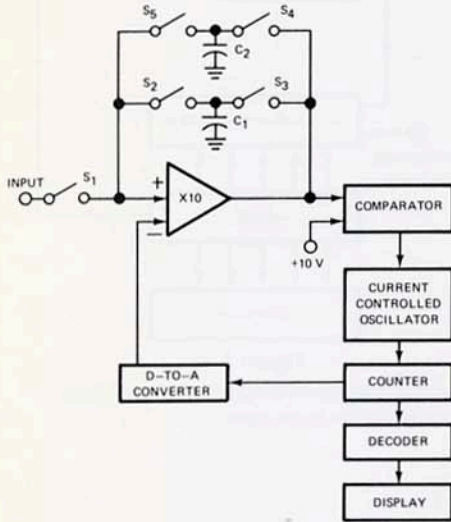 S5
S4
C2
S2
S3
C1
INPUT
S1
+
X10
−
COMPARATOR
+10 V
CURRENT
CONTROLLED
OSCILLATOR
D–TO–A
CONVERTER
COUNTER
DECODER
DISPLAY